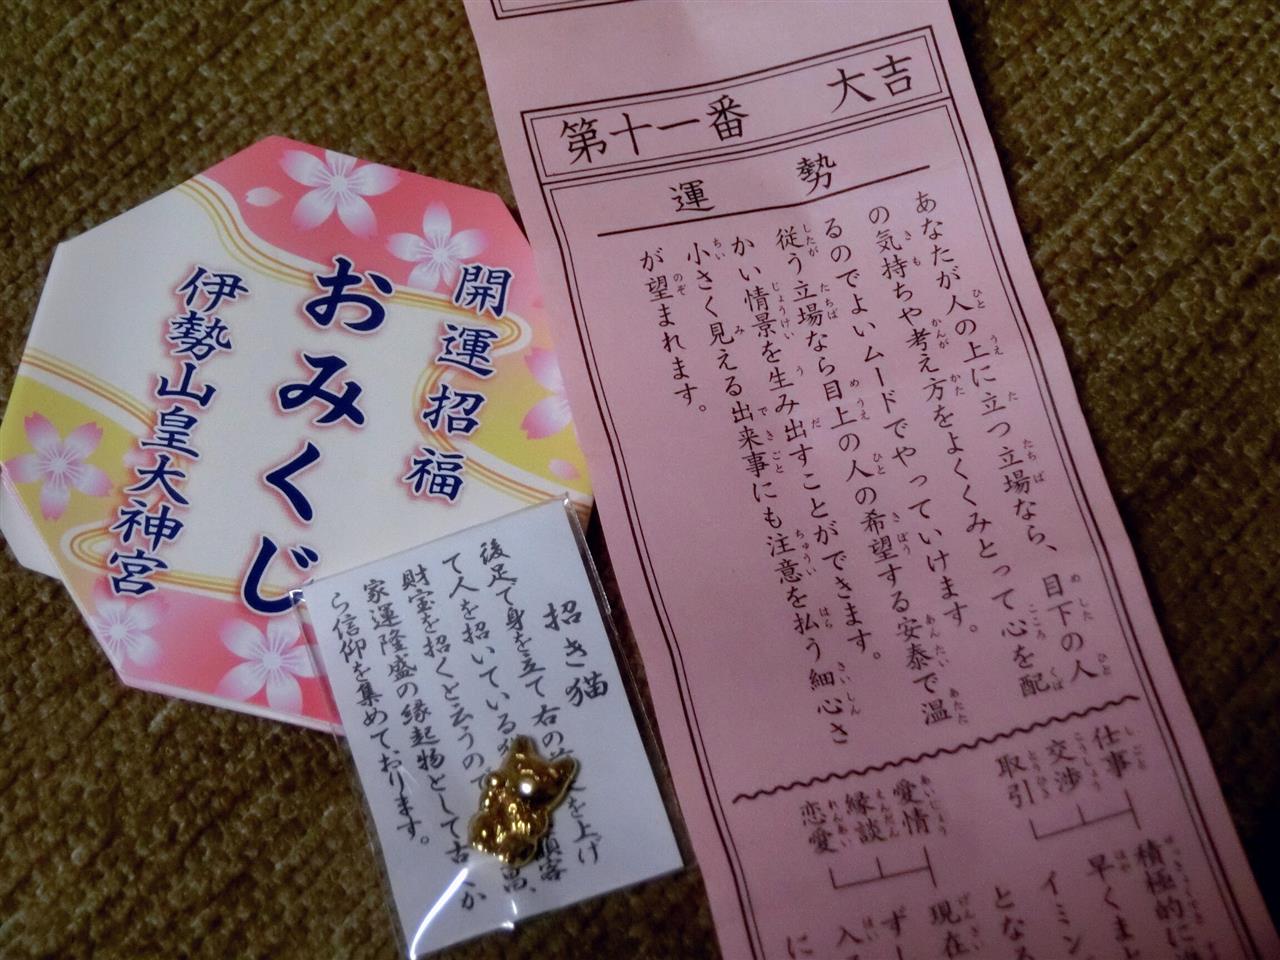 開運招福
おみくじ
伊勢山皇大神宮
第十一番 大吉
運勢
あなたが人の上に立つ立場なら、目下の人
の気持ちや考え方をよくくみとって心を配
るのでよいムードでやっていけます。
従う立場なら目上の人の希望する安泰で温
かい情景を生み出すことができます。
小さく見える出来事にも注意を払う細心さ
が望まれます。
仕事
交渉
取引
積極的に
早くま
イミン
となる
愛情
縁談
恋愛
現在
ずし
入
に
招き猫
後足で身を立て右の を上げ
て人を招いている 顧客
財宝を招くと云うので 、
家運隆盛の縁起物として古くか
ら信仰を集めております。